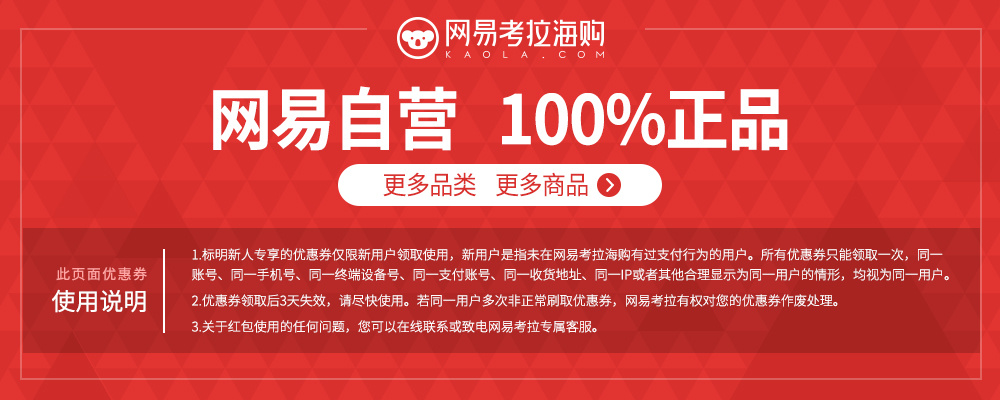 网易考拉海购
KAOLA.COM
网易自营 100%正品
更多品类 更多商品
此页面优惠券
使用说明
1.标明新人专享的优惠券仅限新用户领取使用，新用户是指未在网易考拉海购有过支付行为的用户。所有优惠券只能领取一次，同一
账号、同一手机号、同一终端设备号、同一支付账号、同一收货地址、同一IP或者其他合理显示为同一用户的情形，均视为同一用户。
2.优惠券领取后3天失效，请尽快使用。若同一用户多次非正常刷取优惠券，网易考拉有权对您的优惠券作废处理。
3.关于红包使用的任何问题，您可以在线联系或致电网易考拉专属客服。